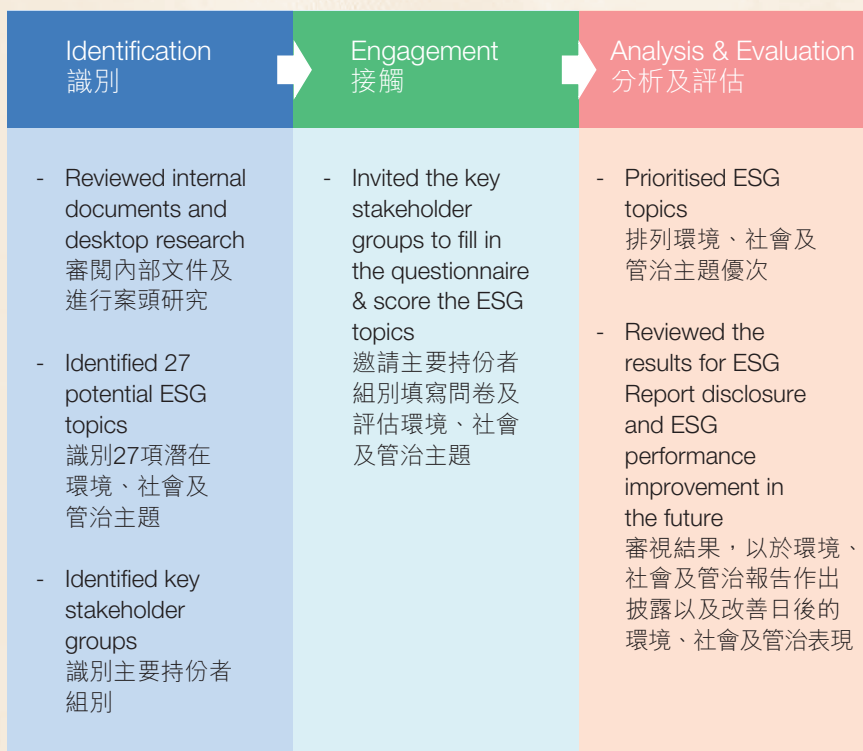 Identification
識別
Engagement
接觸
Analysis & Evaluation
分析及評估
- Reviewed internal
documents and
desktop research
審閱內部文件及
進行案頭研究
- Identified 27
potential ESG
topics
識別27項潛在
環境、社會及
管治主題
- Identified key
stakeholder
groups
識別主要持份者
組別
- Invited the key
stakeholder
groups to fill in
the questionnaire
& score the ESG
topics
邀請主要持份者
組別填寫問卷及
評估環境、社會
及管治主題
- Prioritised ESG
topics
排列環境、社會及
管治主題優次
- Reviewed the
results for ESG
Report disclosure
and ESG
performance
improvement in
the future
審視結果，以於環境、
社會及管治報告作出
披露以及改善日後的
環境、社會及管治表現